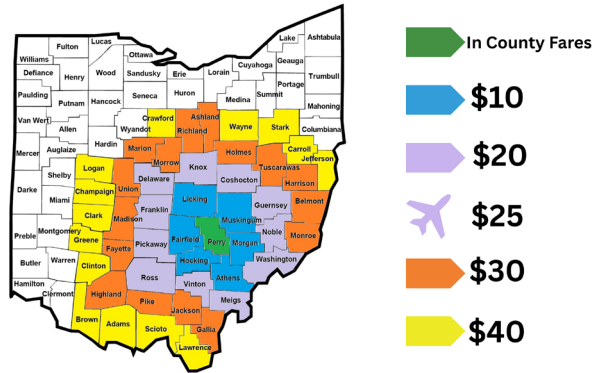 Lake
Ashtabula
Lucas
Fulton
Williams
Ottawa
Cuyahoga
Geauga
Defiance
Henry
Wood
Sandusky
Erie
Lorain
Trumbull
Portage
Paulding
Putnam
Hancock
Seneca
Huron
Medina
Summit
Mahoning
Van Wert
Allen
Wyandot
Crawford
Richland
Ashland
Wayne
Stark
Columbiana
Mercer
Auglaize
Hardin
Marion
Morrow
Holmes
Carroll
Jefferson
Shelby
Logan
Knox
Tuscarawas
Coshocton
Harrison
Darke
Champaign
Union
Delaware
Miami
Licking
Guernsey
Belmont
Clark
Madison
Franklin
Muskingum
Preble
Montgomery
Greene
Pickaway
Fairfield
Perry
Morgan
Noble
Monroe
Fayette
Butler
Warren
Clinton
Hocking
Washington
Ross
Athens
Hamilton
Clermont
Highland
Vinton
Pike
Meigs
Jackson
Brown
Adams
Scioto
Gallia
Lawrence
In County Fares
$10
$20
$25
$30
$40